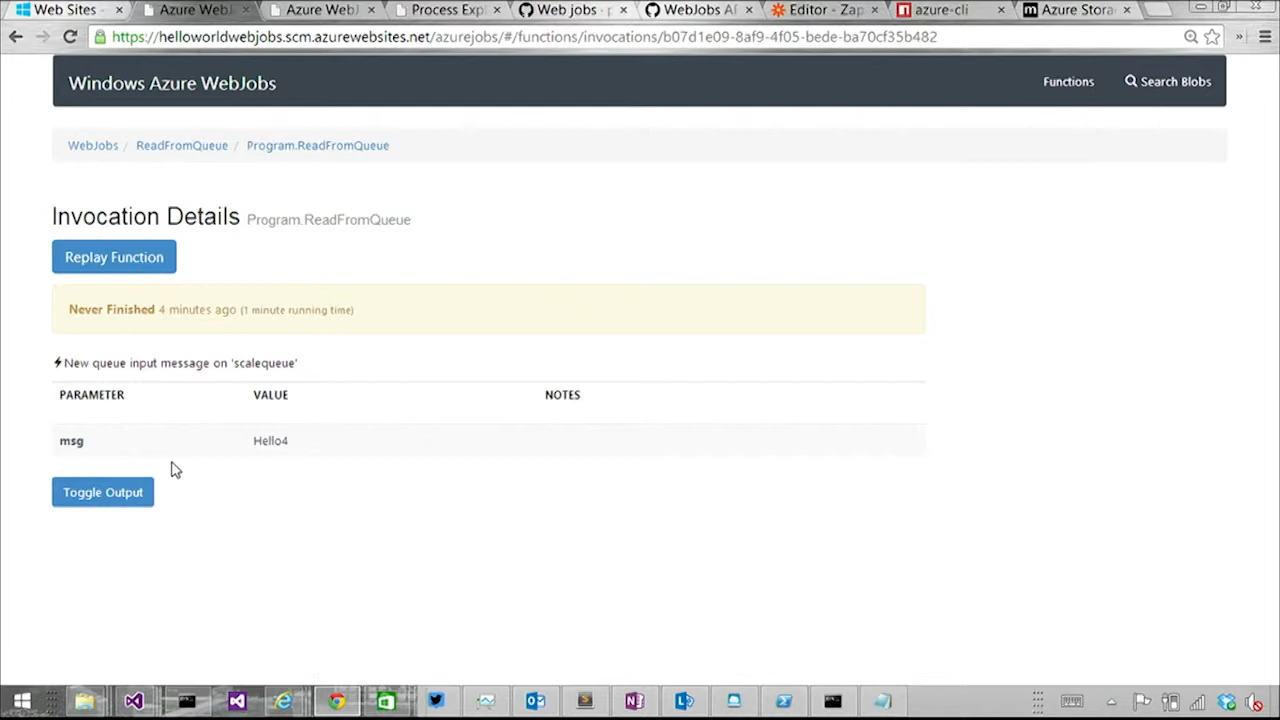 Web Sites -
Azure WebJ
Azure WebJ
Process Exp
Web jobs - p
WebJobs AI
Editor - Zap
azure-cli
Azure Stora
https://helloworldwebjobs.scm.azurewebsites.net/azurejobs/#/functions/invocations/b07d1e09-8af9-4f05-bede-ba70cf35b482
Windows Azure WebJobs
Functions
Search Blobs
WebJobs / ReadFromQueue / Program.ReadFromQueue
Invocation Details Program.ReadFromQueue
Replay Function
Never Finished 4 minutes ago (1 minute running time)
New queue input message on 'scalequeue'
PARAMETER VALUE NOTES
msg Hello4
Toggle Output